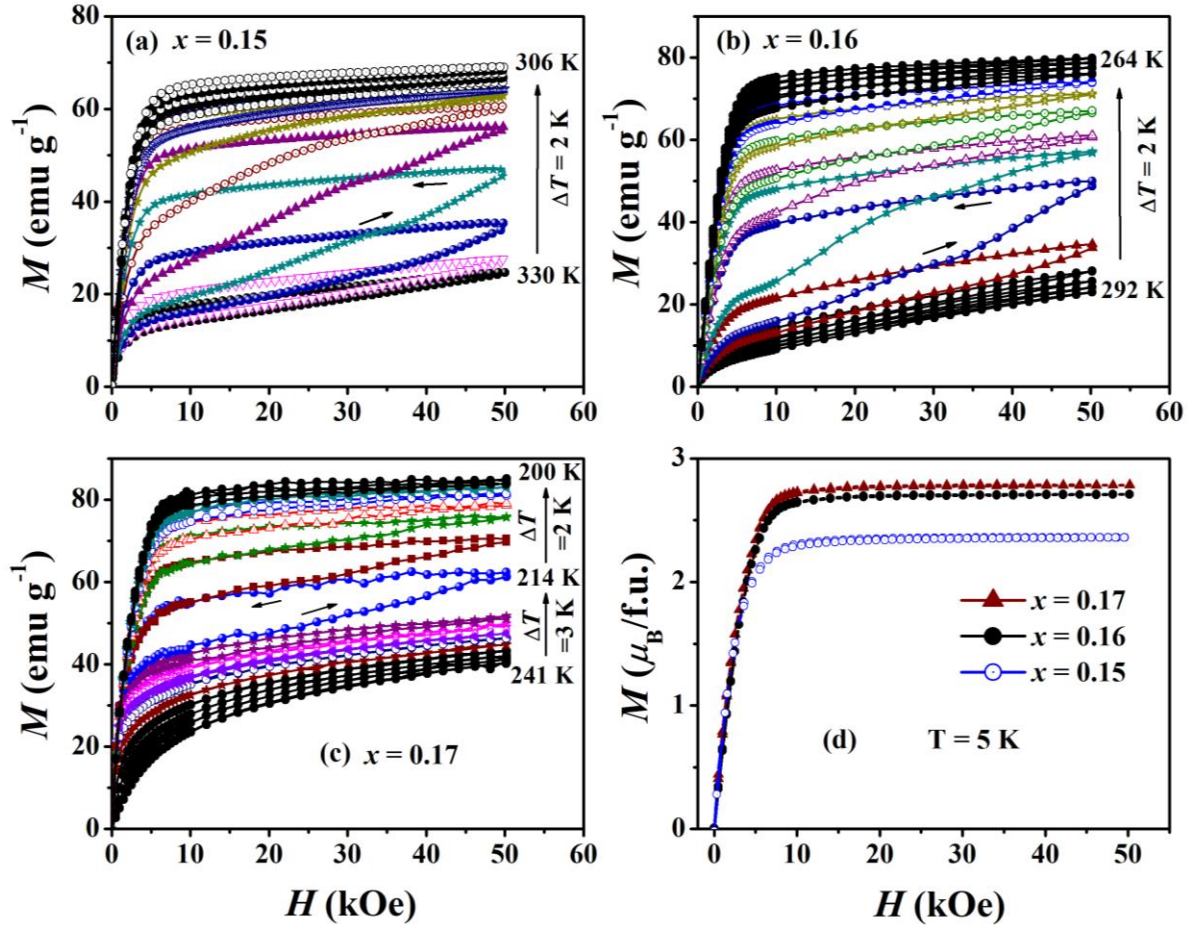 (a) x = 0.15
306 K
ΔT = 2 K
330 K
M (emu g⁻¹)
0
20
40
60
80
0 10 20 30 40 50 60
(b) x = 0.16
264 K
ΔT = 2 K
292 K
M (emu g⁻¹)
0
20
40
60
80
0 10 20 30 40 50 60
200 K
ΔT
=2 K
214 K
ΔT
=3 K
241 K
(c) x = 0.17
M (emu g⁻¹)
0
20
40
60
80
0 10 20 30 40 50 60
H (kOe)
x = 0.17
x = 0.16
x = 0.15
(d) T = 5 K
M (μB/f.u.)
0
1
2
3
0 10 20 30 40 50
H (kOe)